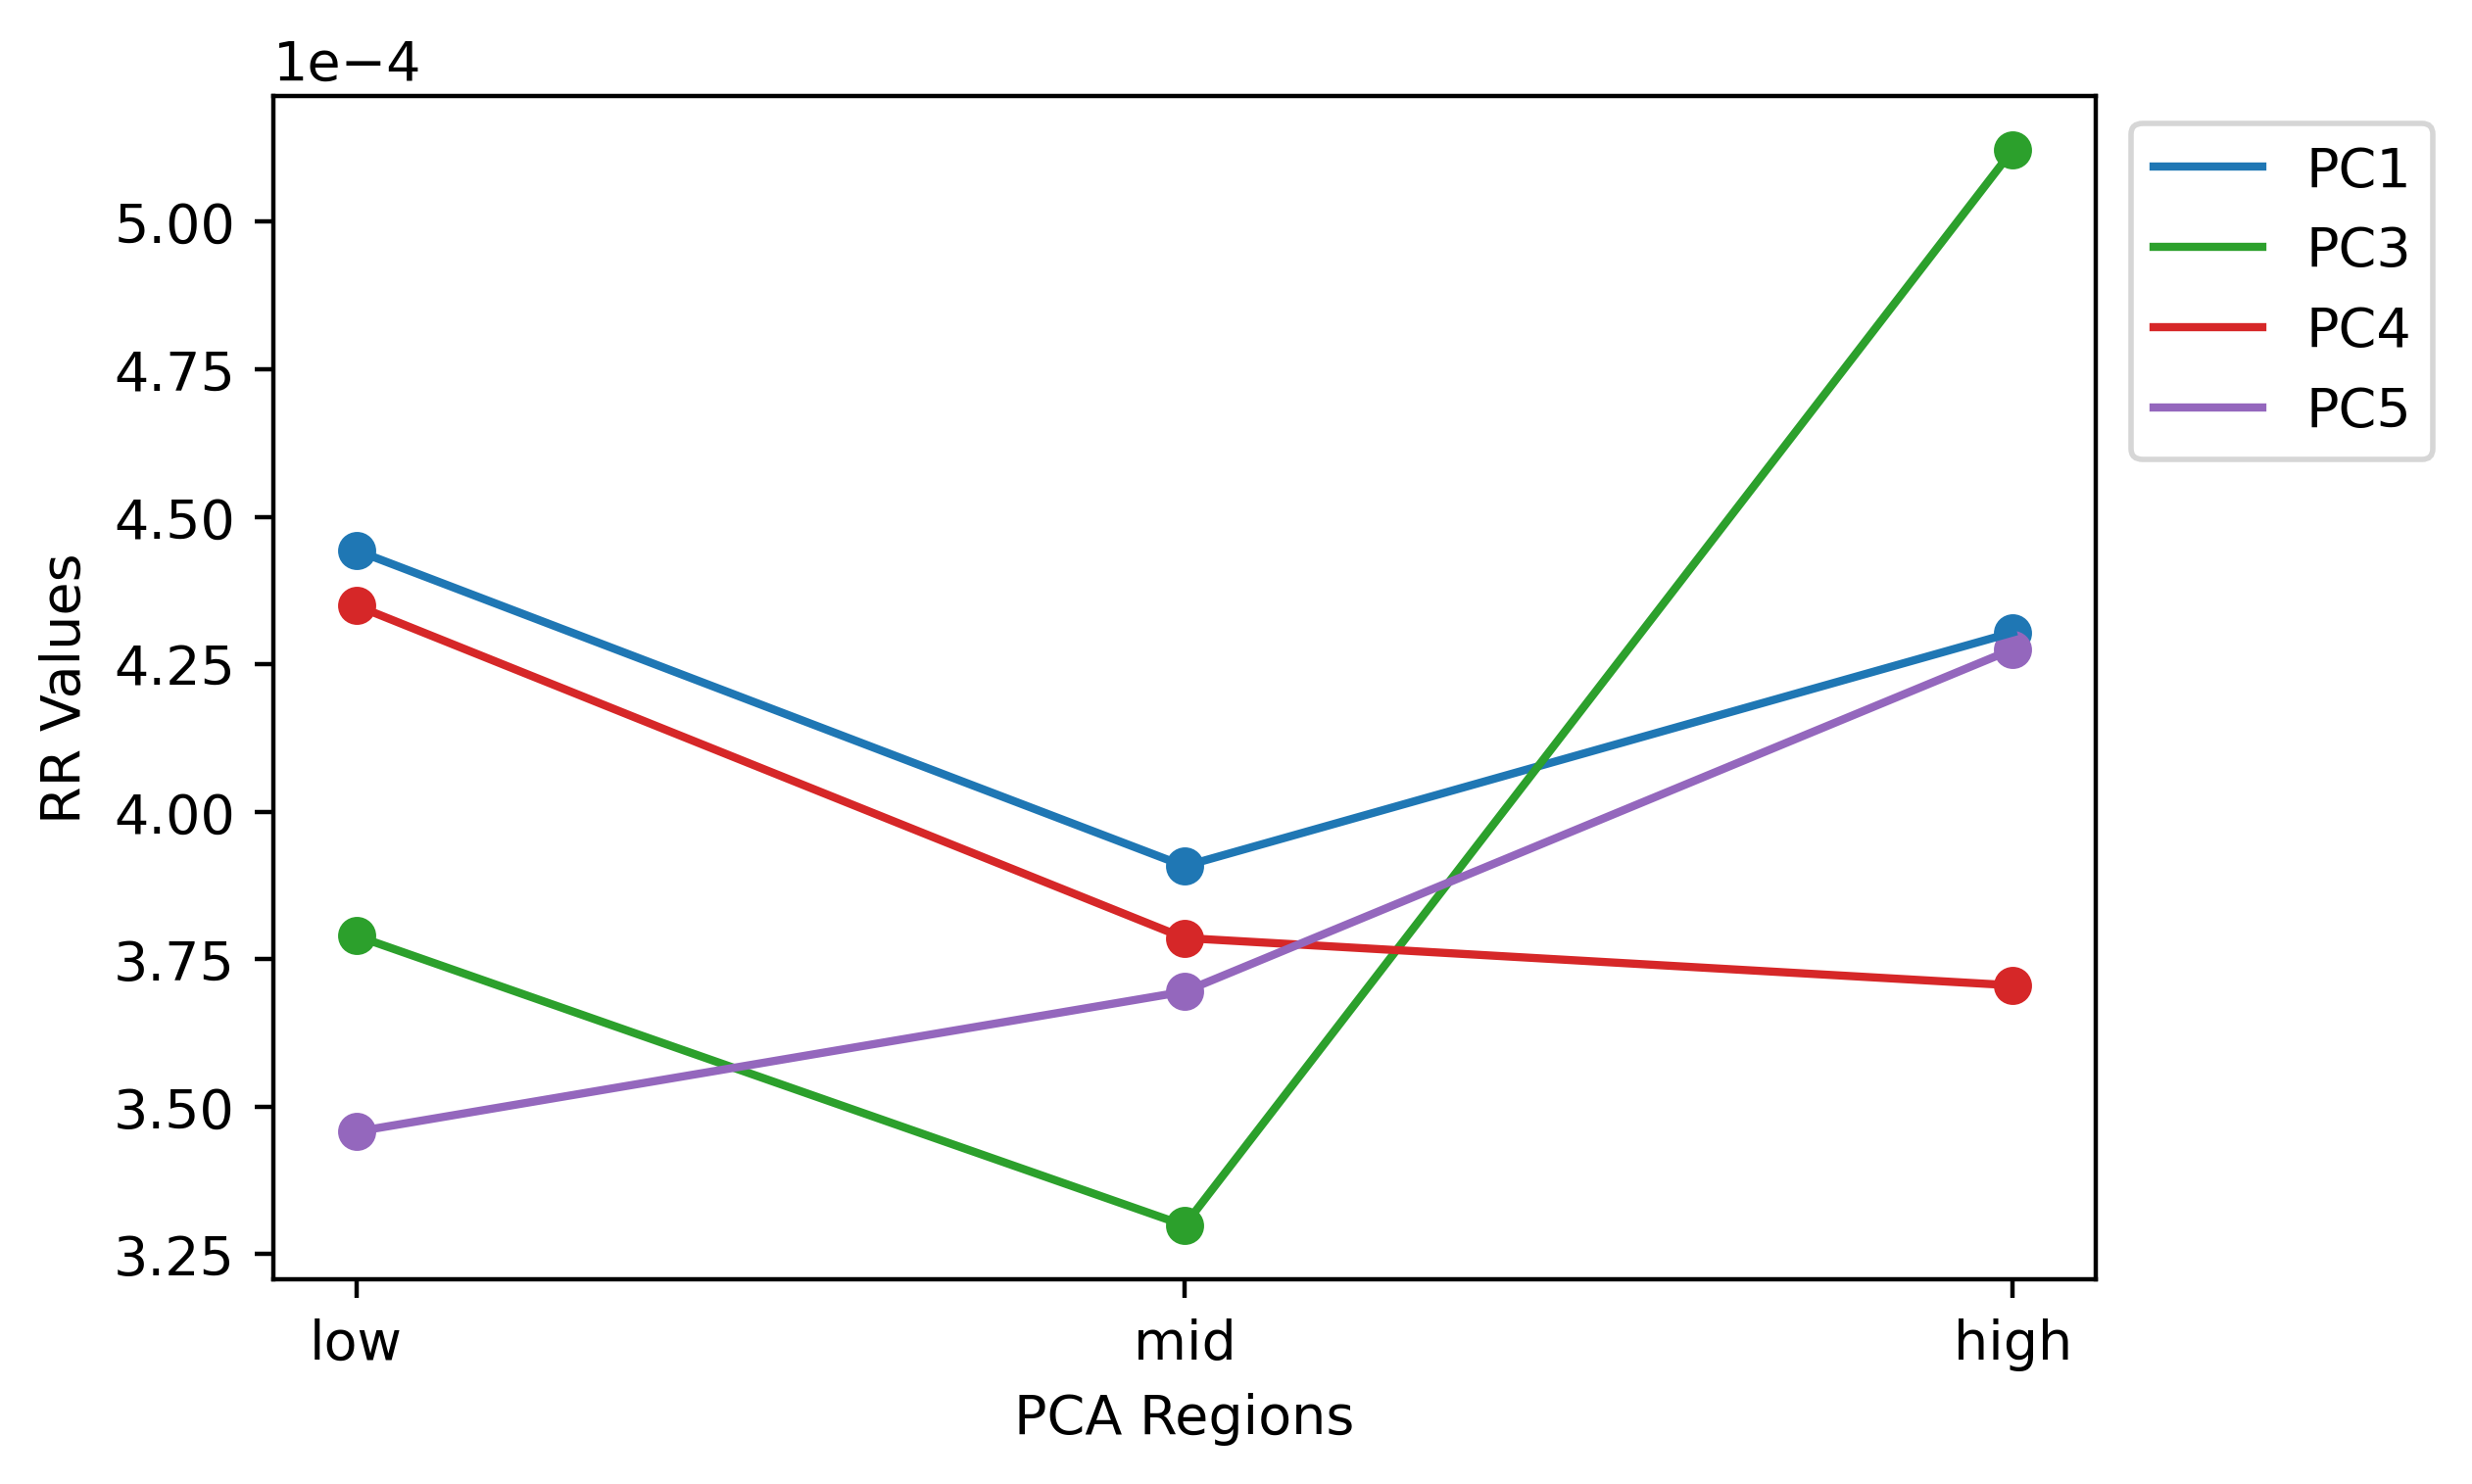 1e−4
5.00
4.75
4.50
4.25
4.00
3.75
3.50
3.25
RR Values
low
mid
high
PCA Regions
PC1
PC3
PC4
PC5